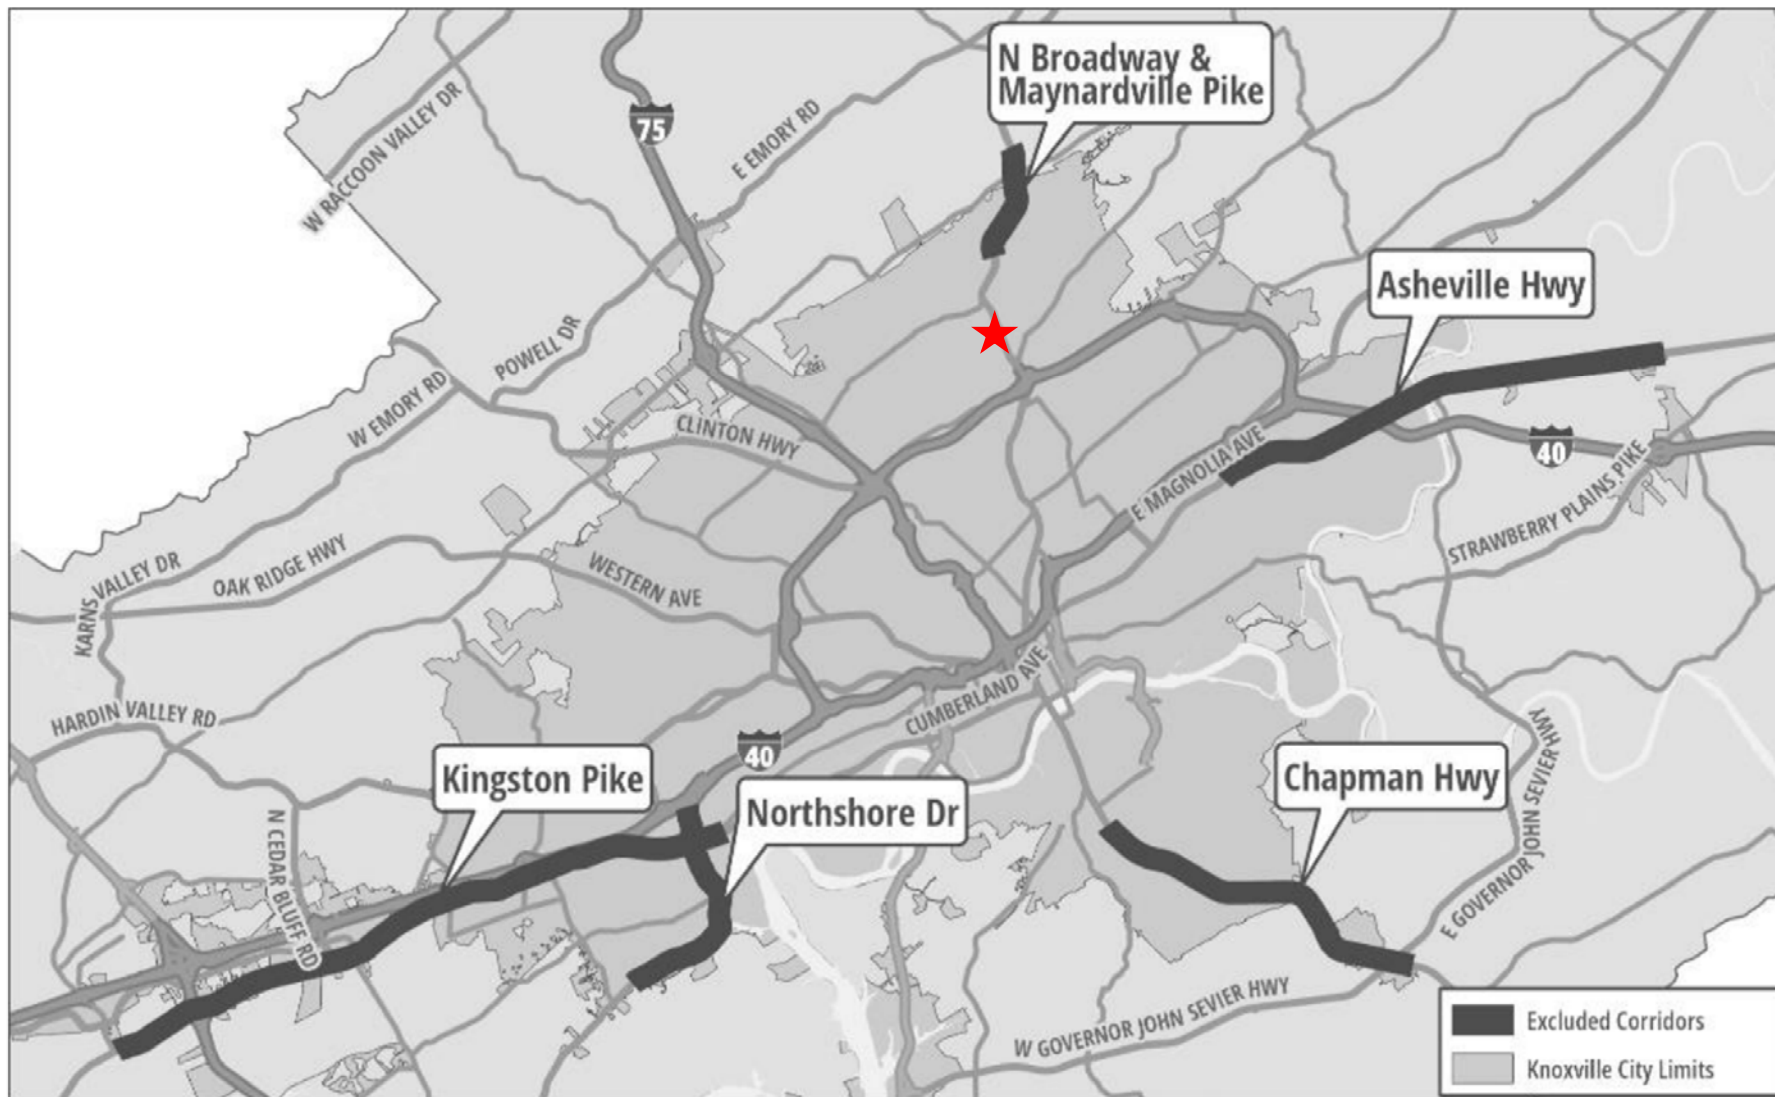 N Broadway &
Maynardville Pike
75
E EMORY RD
W RACCOON VALLEY DR
Asheville Hwy
POWELL DR
W EMORY RD
CLINTON HWY
E MAGNOLIA AVE
40
STRAWBERRY PLAINS PIKE
KARNS VALLEY DR
OAK RIDGE HWY
WESTERN AVE
CUMBERLAND AVE
HARDIN VALLEY RD
40
Kingston Pike
Northshore Dr
Chapman Hwy
E GOVERNOR JOHN SEVIER HWY
N CEDAR BLUFF RD
W GOVERNOR JOHN SEVIER HWY
Excluded Corridors
Knoxville City Limits